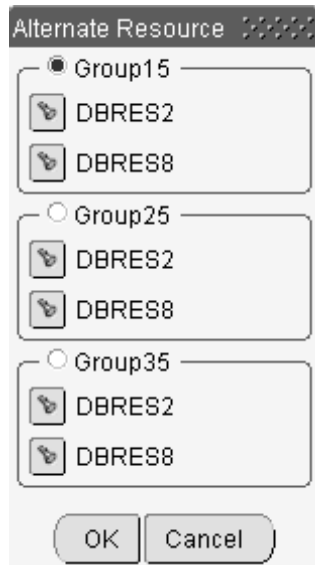 Alternate Resource
Group15
DBRES2
DBRES8
Group25
DBRES2
DBRES8
Group35
DBRES2
DBRES8
OK Cancel